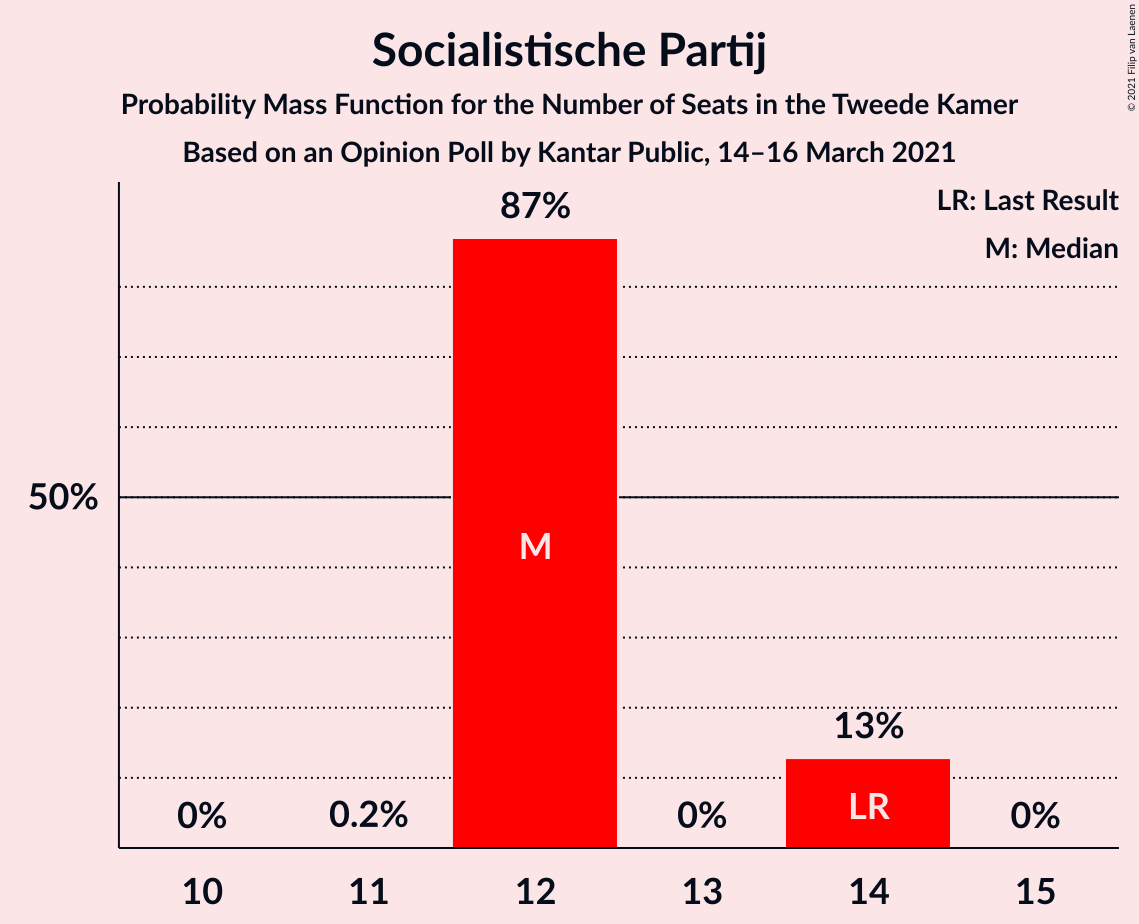 Socialistische Partij
Probability Mass Function for the Number of Seats in the Tweede Kamer
Based on an Opinion Poll by Kantar Public, 14–16 March 2021
© 2021 Filip van Laenen
LR: Last Result
M: Median
87%
50%
M
13%
LR
0%
0.2%
0%
0%
10
11
12
13
14
15